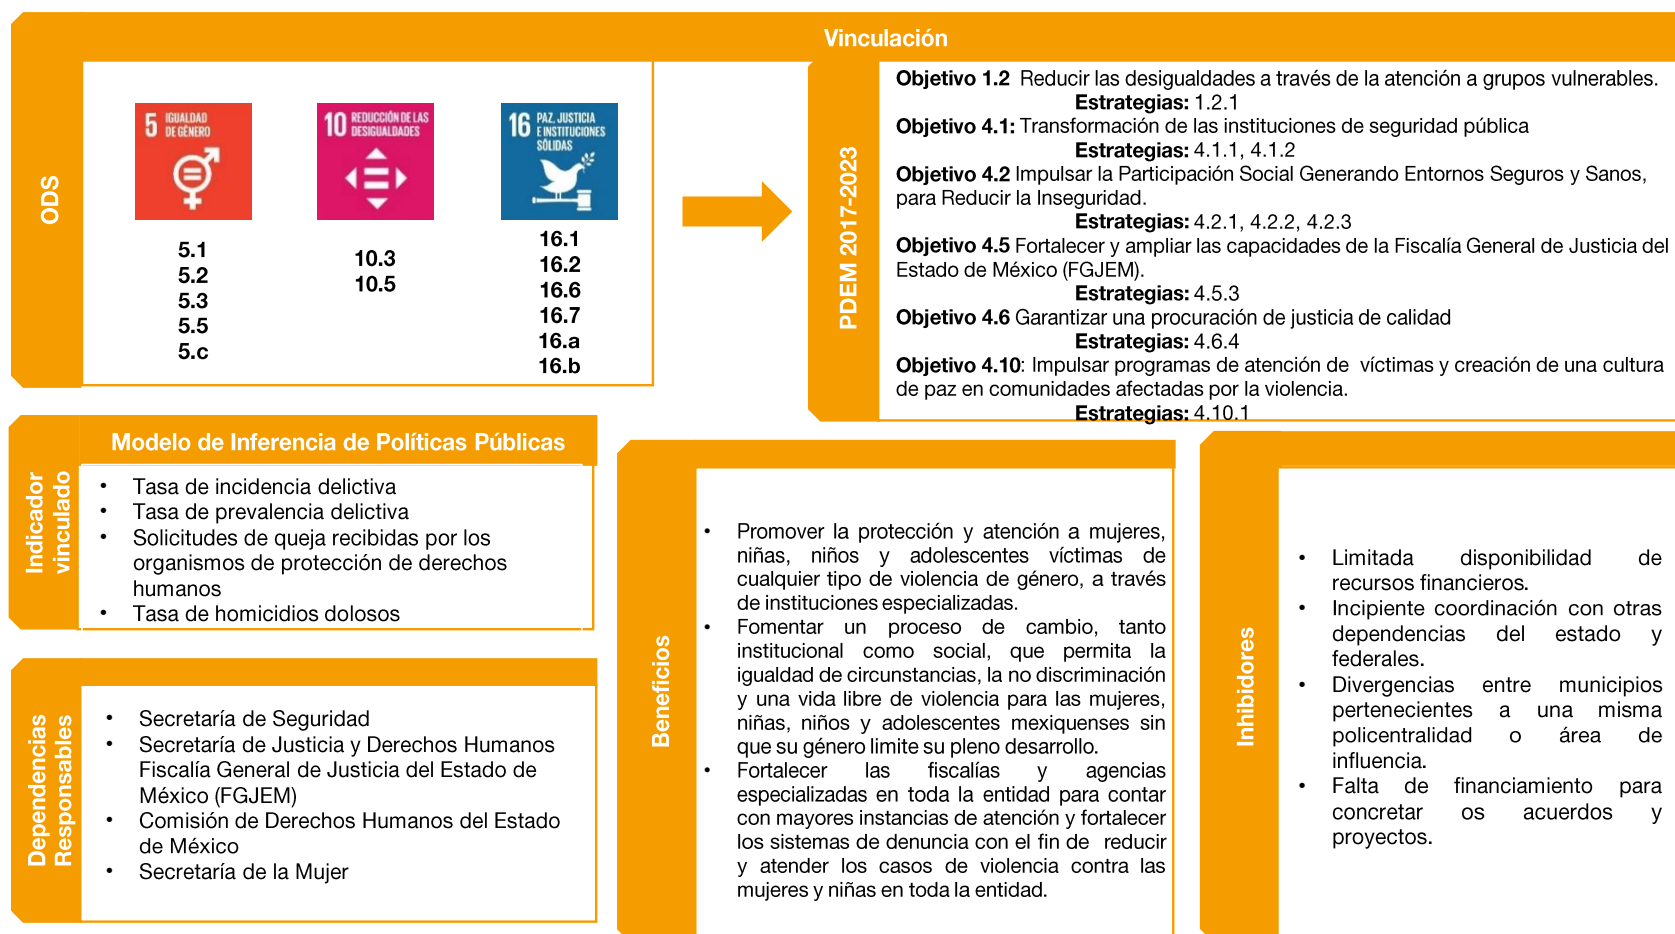 Vinculación
ODS
5 IGUALDAD
DE GÉNERO
10 REDUCCIÓN DE LAS
DESIGUALDADES
16 PAZ, JUSTICIA
E INSTITUCIONES
SÓLIDAS
5.1
5.2
5.3
5.5
5.c
10.3
10.5
16.1
16.2
16.6
16.7
16.a
16.b
PDEM 2017-2023
Objetivo 1.2 Reducir las desigualdades a través de la atención a grupos vulnerables.
Estrategias: 1.2.1
Objetivo 4.1: Transformación de las instituciones de seguridad pública
Estrategias: 4.1.1, 4.1.2
Objetivo 4.2 Impulsar la Participación Social Generando Entornos Seguros y Sanos,
para Reducir la Inseguridad.
Estrategias: 4.2.1, 4.2.2, 4.2.3
Objetivo 4.5 Fortalecer y ampliar las capacidades de la Fiscalía General de Justicia del
Estado de México (FGJEM).
Estrategias: 4.5.3
Objetivo 4.6 Garantizar una procuración de justicia de calidad
Estrategias: 4.6.4
Objetivo 4.10: Impulsar programas de atención de víctimas y creación de una cultura
de paz en comunidades afectadas por la violencia.
Estrategias: 4.10.1
Indicador
vinculado
Modelo de Inferencia de Políticas Públicas
• Tasa de incidencia delictiva
• Tasa de prevalencia delictiva
• Solicitudes de queja recibidas por los
organismos de protección de derechos
humanos
• Tasa de homicidios dolosos
Dependencias
Responsables
• Secretaría de Seguridad
• Secretaría de Justicia y Derechos Humanos
Fiscalía General de Justicia del Estado de
México (FGJEM)
• Comisión de Derechos Humanos del Estado
de México
• Secretaría de la Mujer
Beneficios
• Promover la protección y atención a mujeres,
niñas, niños y adolescentes víctimas de
cualquier tipo de violencia de género, a través
de instituciones especializadas.
• Fomentar un proceso de cambio, tanto
institucional como social, que permita la
igualdad de circunstancias, la no discriminación
y una vida libre de violencia para las mujeres,
niñas, niños y adolescentes mexiquenses sin
que su género limite su pleno desarrollo.
• Fortalecer las fiscalías y agencias
especializadas en toda la entidad para contar
con mayores instancias de atención y fortalecer
los sistemas de denuncia con el fin de reducir
y atender los casos de violencia contra las
mujeres y niñas en toda la entidad.
Inhibidores
• Limitada disponibilidad de
recursos financieros.
• Incipiente coordinación con otras
dependencias del estado y
federales.
• Divergencias entre municipios
pertenecientes a una misma
policentralidad o área de
influencia.
• Falta de financiamiento para
concretar os acuerdos y
proyectos.